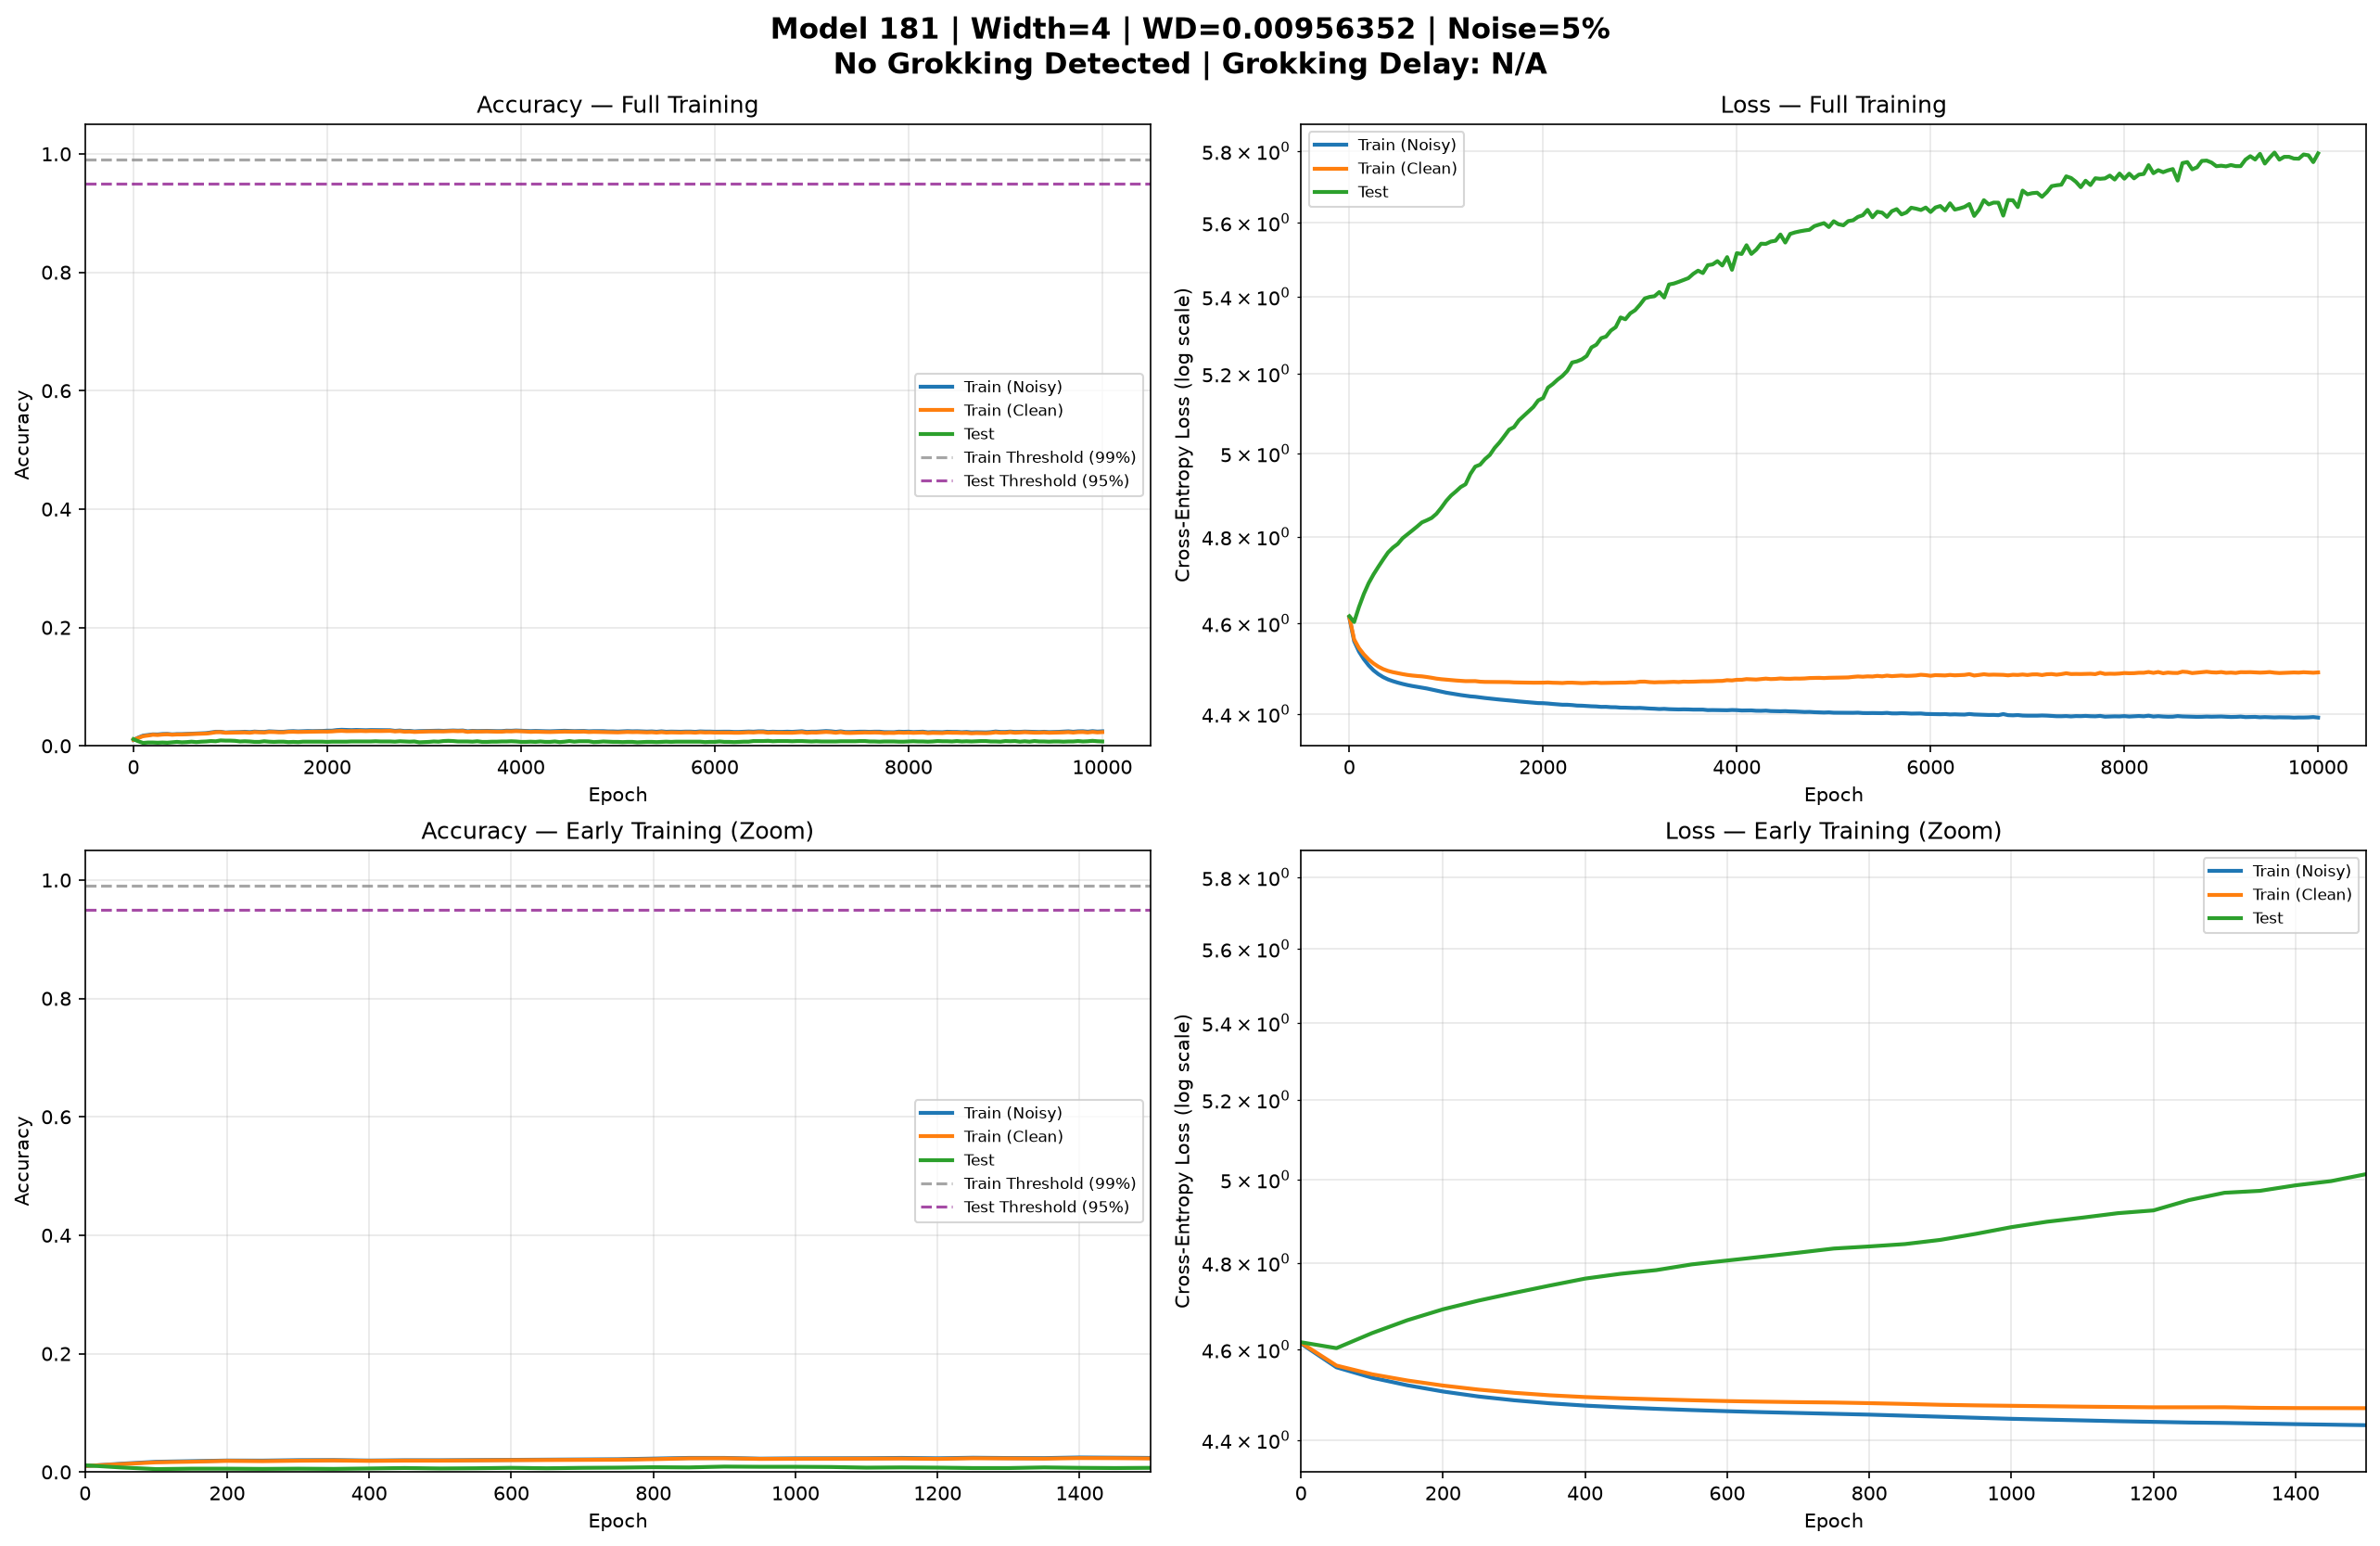 Model 181 | Width=4 | WD=0.00956352 | Noise=5%
No Grokking Detected | Grokking Delay: N/A
Accuracy — Full Training
1.0
0.8
0.6
0.4
0.2
0.0
Accuracy
Train (Noisy)
Train (Clean)
Test
Train Threshold (99%)
Test Threshold (95%)
0 2000 4000 6000 8000 10000
Epoch
Loss — Full Training
5.8 × 10⁰
5.6 × 10⁰
5.4 × 10⁰
5.2 × 10⁰
5 × 10⁰
4.8 × 10⁰
4.6 × 10⁰
4.4 × 10⁰
Cross-Entropy Loss (log scale)
Train (Noisy)
Train (Clean)
Test
0 2000 4000 6000 8000 10000
Epoch
Accuracy — Early Training (Zoom)
1.0
0.8
0.6
0.4
0.2
0.0
Accuracy
Train (Noisy)
Train (Clean)
Test
Train Threshold (99%)
Test Threshold (95%)
0 200 400 600 800 1000 1200 1400
Epoch
Loss — Early Training (Zoom)
5.8 × 10⁰
5.6 × 10⁰
5.4 × 10⁰
5.2 × 10⁰
5 × 10⁰
4.8 × 10⁰
4.6 × 10⁰
4.4 × 10⁰
Cross-Entropy Loss (log scale)
Train (Noisy)
Train (Clean)
Test
0 200 400 600 800 1000 1200 1400
Epoch